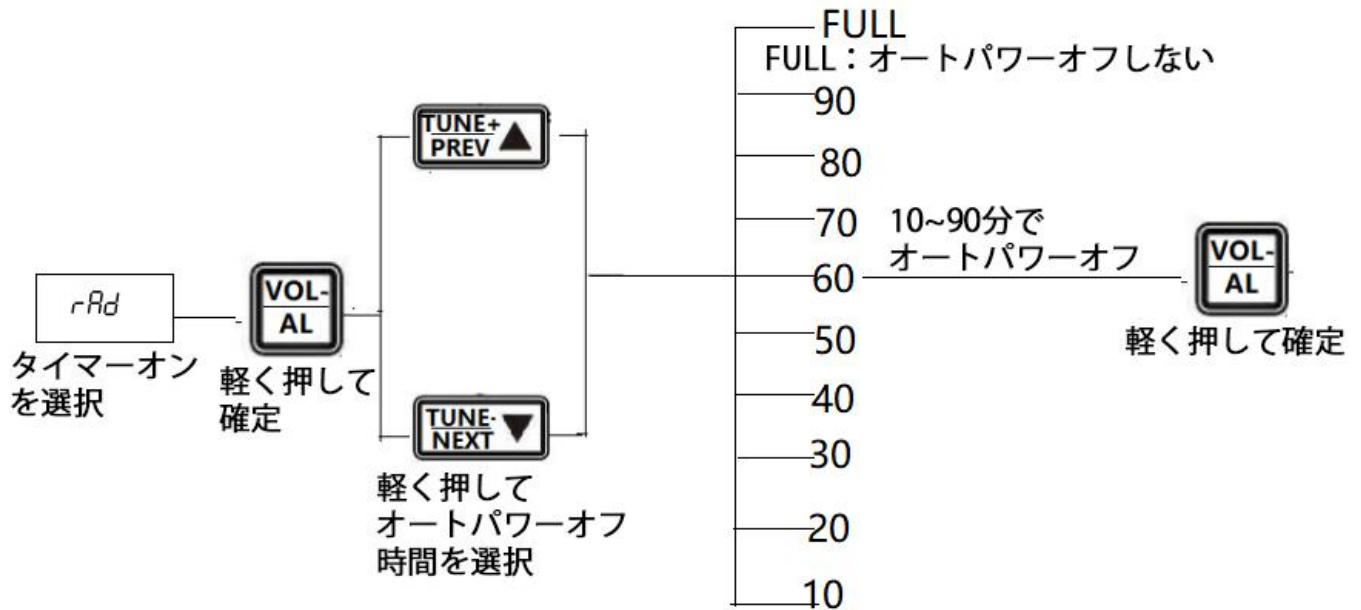 FULL
FULL：オートパワーオフしない
90
80
70
60
50
40
30
20
10
10~90分で
オートパワーオフ
TUNE+
PREV ▲
TUNE-
NEXT ▼
軽く押して
オートパワーオフ
時間を選択
rAd
タイマーオン
を選択
VOL-
AL
軽く押して
確定
VOL-
AL
軽く押して確定